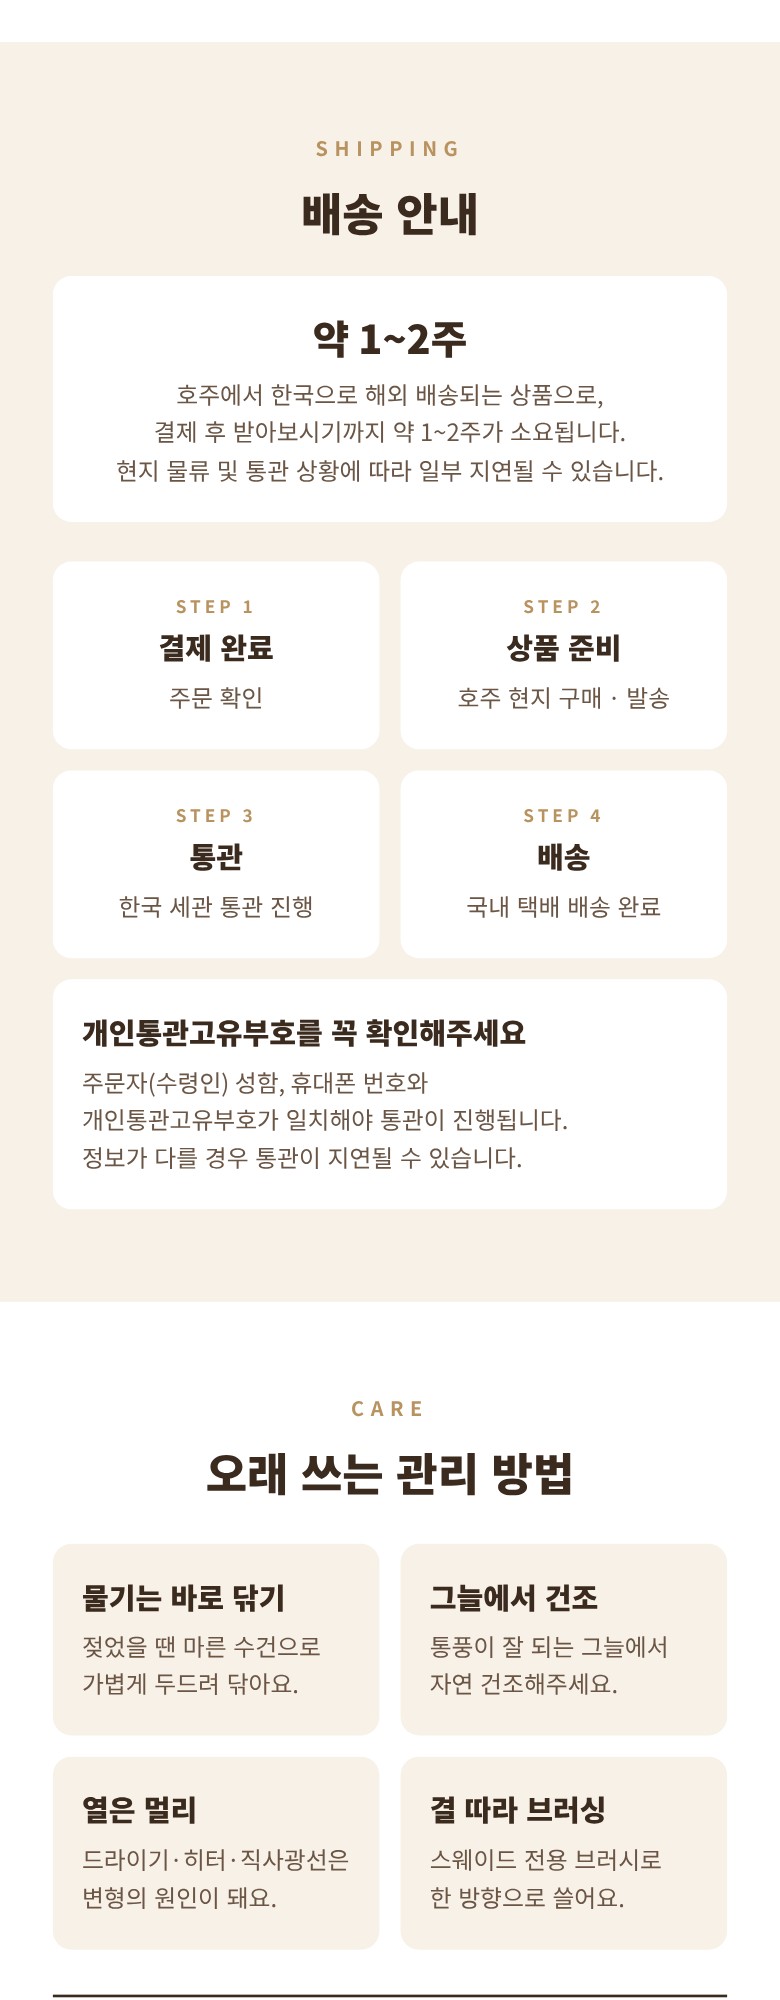 SHIPPING
배송 안내
약 1~2주
호주에서 한국으로 해외 배송되는 상품으로,
결제 후 받아보시기까지 약 1~2주가 소요됩니다.
현지 물류 및 통관 상황에 따라 일부 지연될 수 있습니다.
STEP 1
결제 완료
주문 확인
STEP 2
상품 준비
호주 현지 구매 · 발송
STEP 3
통관
한국 세관 통관 진행
STEP 4
배송
국내 택배 배송 완료
개인통관고유부호를 꼭 확인해주세요
주문자(수령인) 성함, 휴대폰 번호와
개인통관고유부호가 일치해야 통관이 진행됩니다.
정보가 다를 경우 통관이 지연될 수 있습니다.
CARE
오래 쓰는 관리 방법
물기는 바로 닦기
젖었을 땐 마른 수건으로
가볍게 두드려 닦아요.
그늘에서 건조
통풍이 잘 되는 그늘에서
자연 건조해주세요.
열은 멀리
드라이기·히터·직사광선은
변형의 원인이 돼요.
결 따라 브러싱
스웨이드 전용 브러시로
한 방향으로 쓸어요.